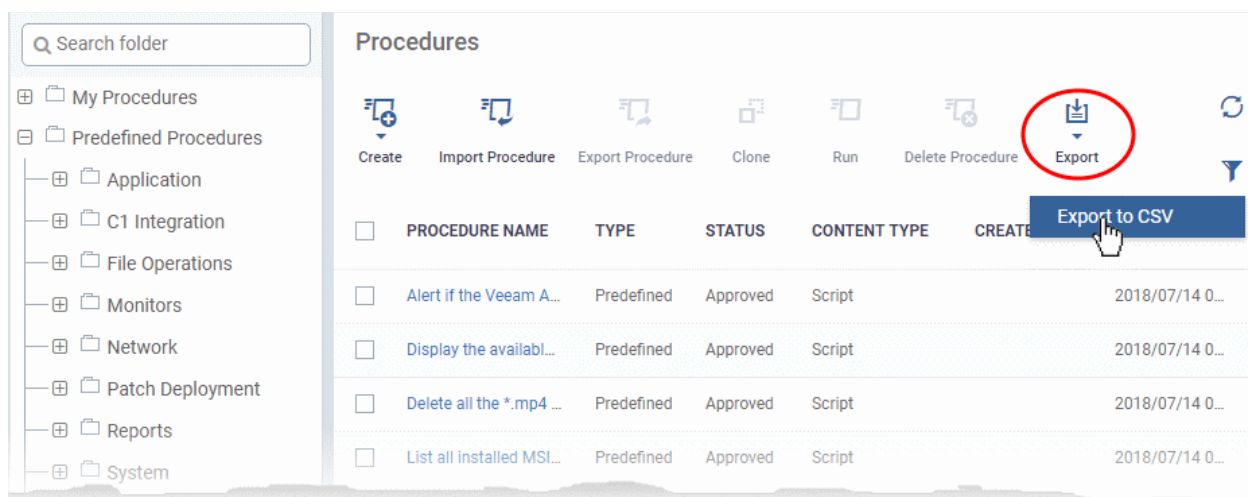 Search folder
My Procedures
Predefined Procedures
Application
C1 Integration
File Operations
Monitors
Network
Patch Deployment
Reports
System
Procedures
Create
Import Procedure
Export Procedure
Clone
Run
Delete Procedure
Export
Export to CSV
PROCEDURE NAME TYPE STATUS CONTENT TYPE CREATE
Alert if the Veeam A... Predefined Approved Script 2018/07/14 0...
Display the availabl... Predefined Approved Script 2018/07/14 0...
Delete all the *.mp4 ... Predefined Approved Script 2018/07/14 0...
List all installed MSI... Predefined Approved Script 2018/07/14 0...